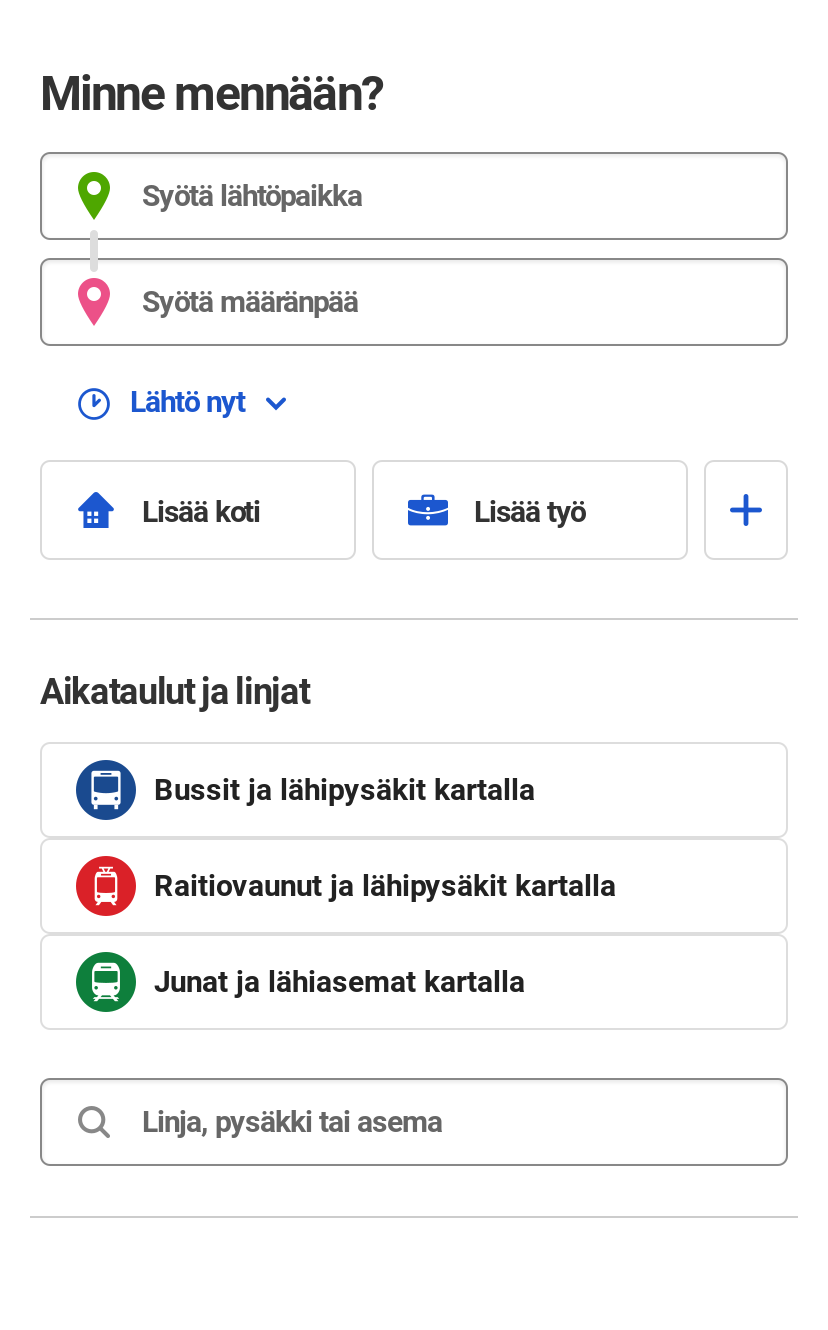 Minne mennään?
Syötä lähtöpaikka
Syötä määränpää
Lähtö nyt
Lisää koti
Lisää työ
Aikataulut ja linjat
Bussit ja lähipysäkit kartalla
Raitiovaunut ja lähipysäkit kartalla
Junat ja lähiasemat kartalla
Linja, pysäkki tai asema